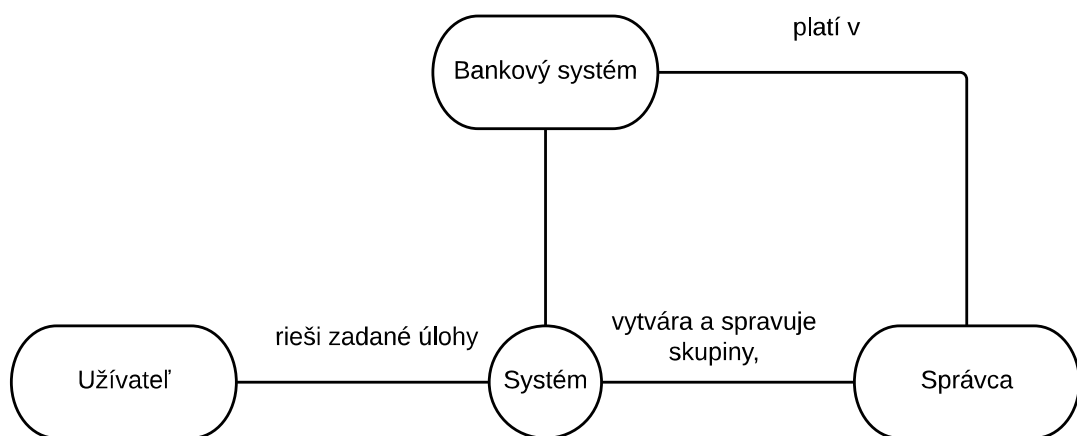 platí v
Bankový systém
rieši zadané úlohy
vytvára a spravuje
skupiny,
Užívateľ
Systém
Správca